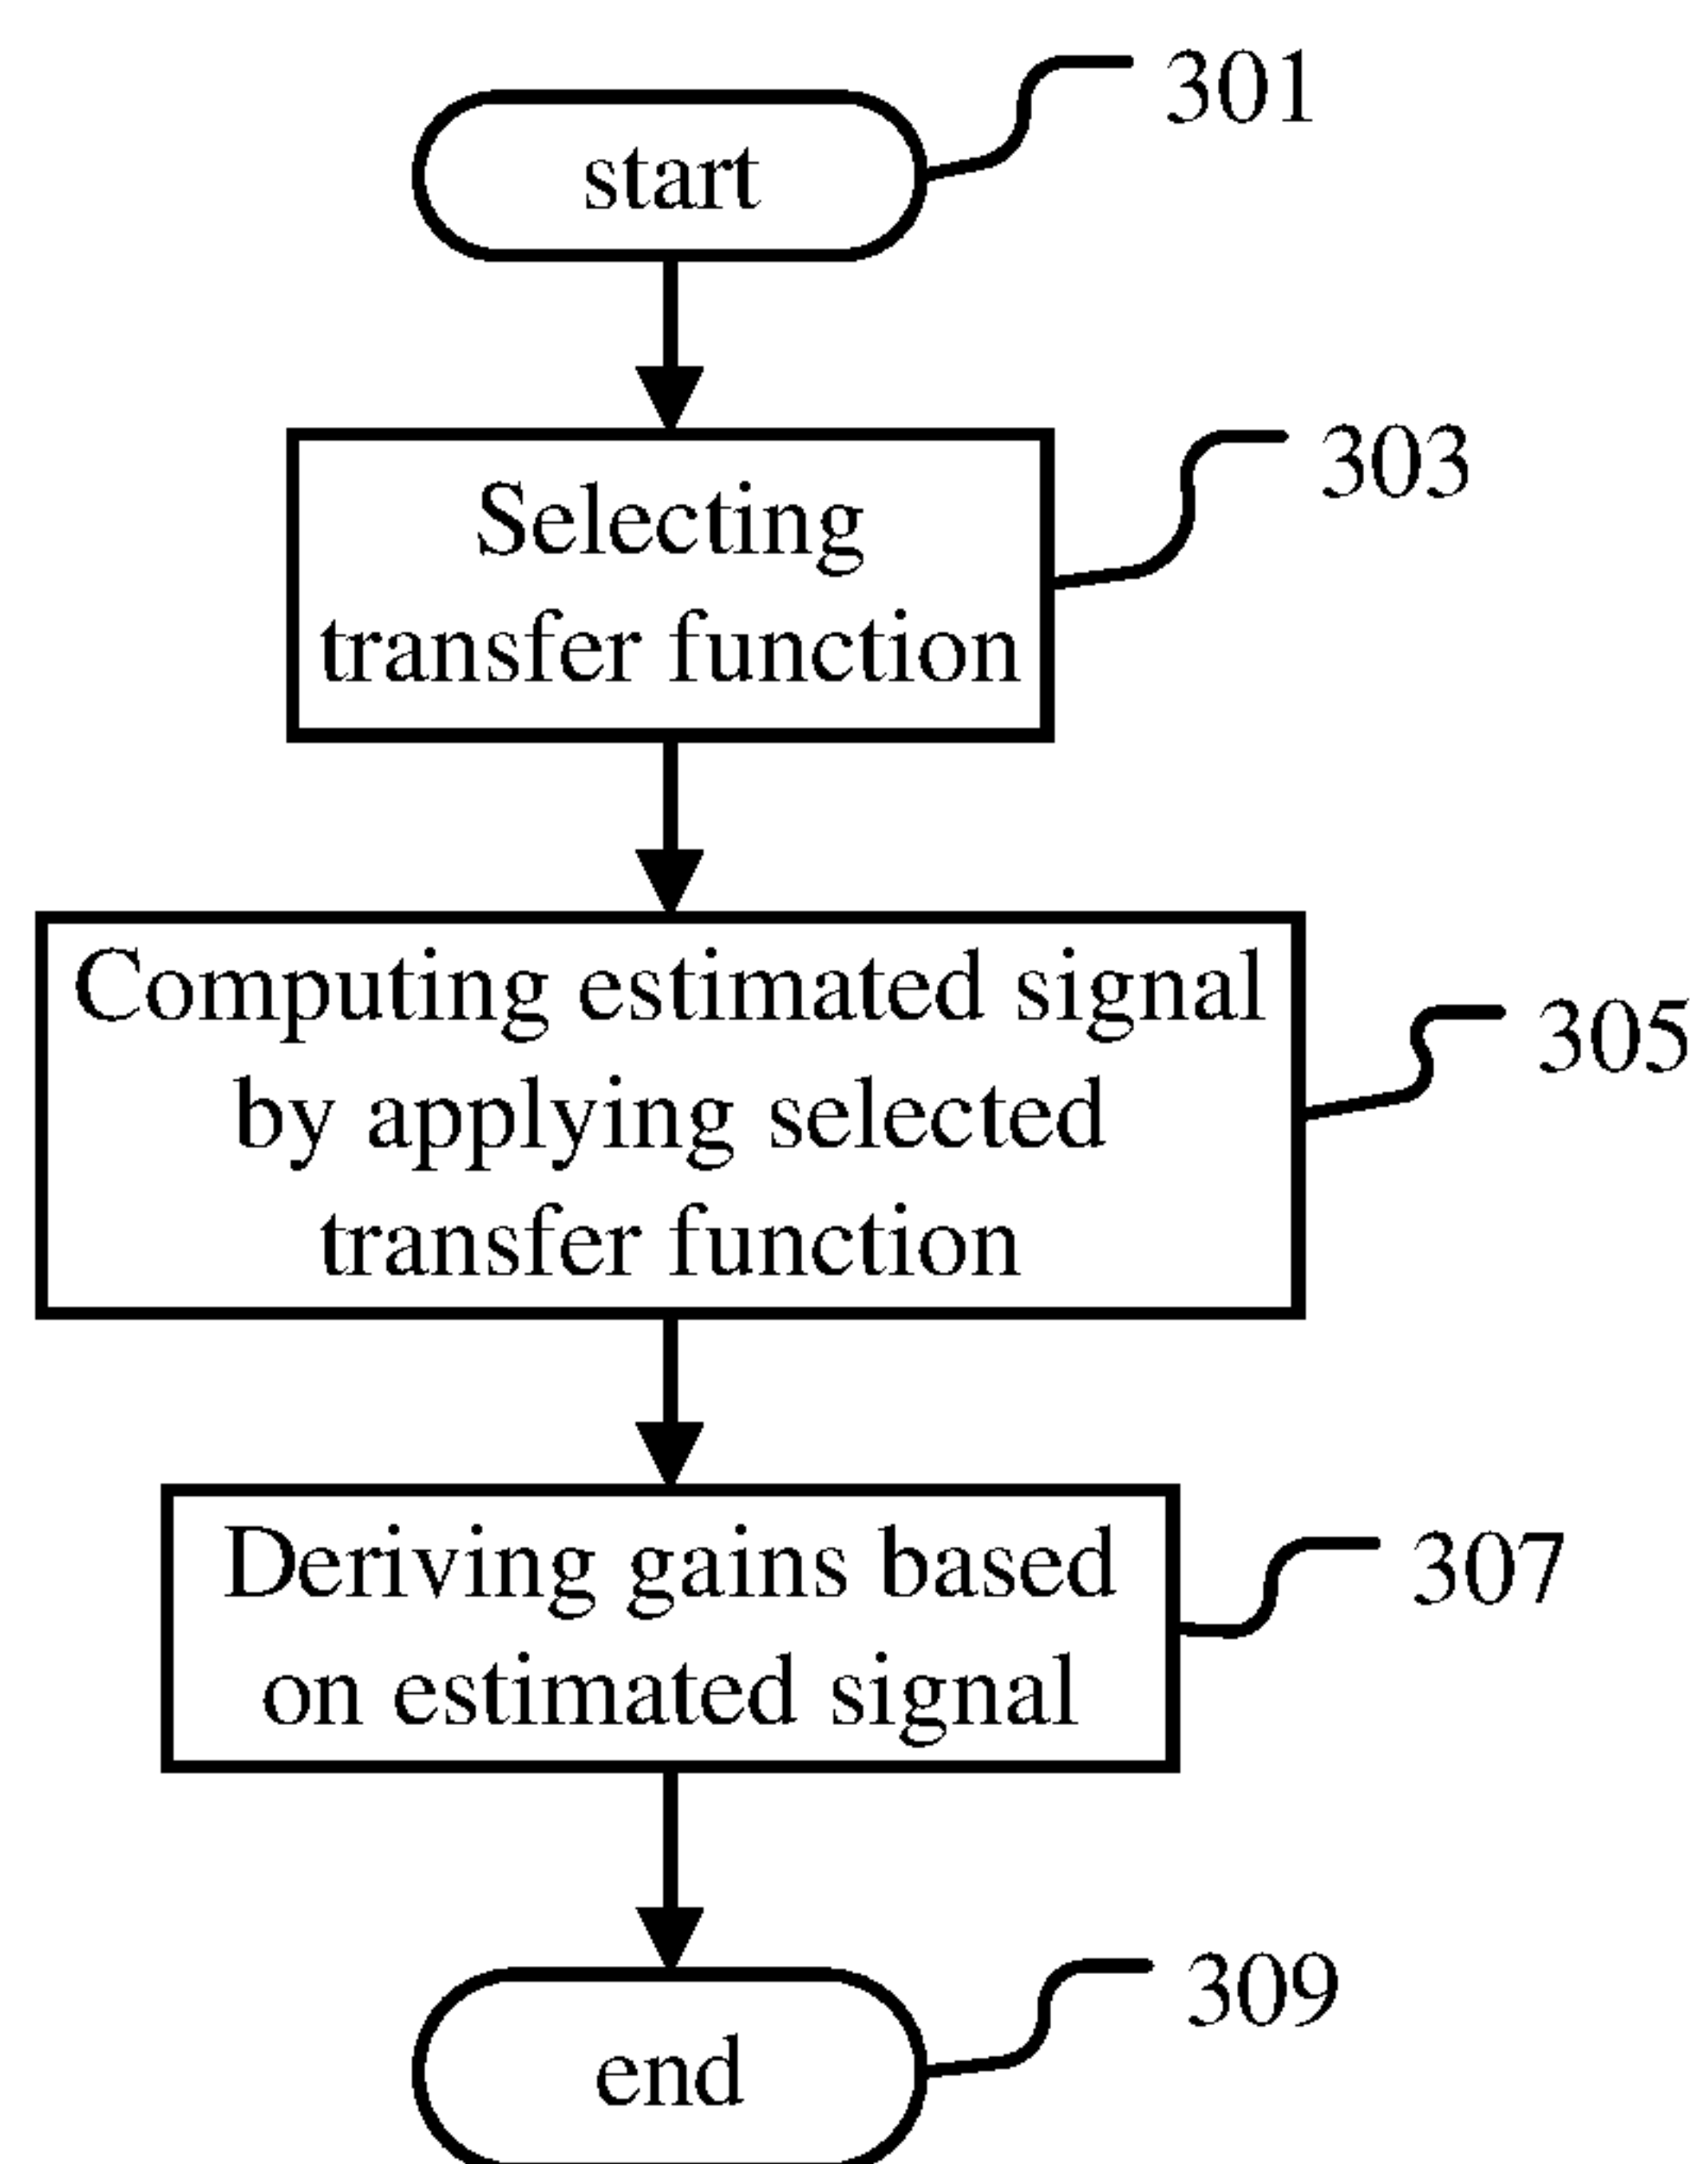 start
301
Selecting
transfer function
303
Computing estimated signal
by applying selected
transfer function
305
Deriving gains based
on estimated signal
307
end
309